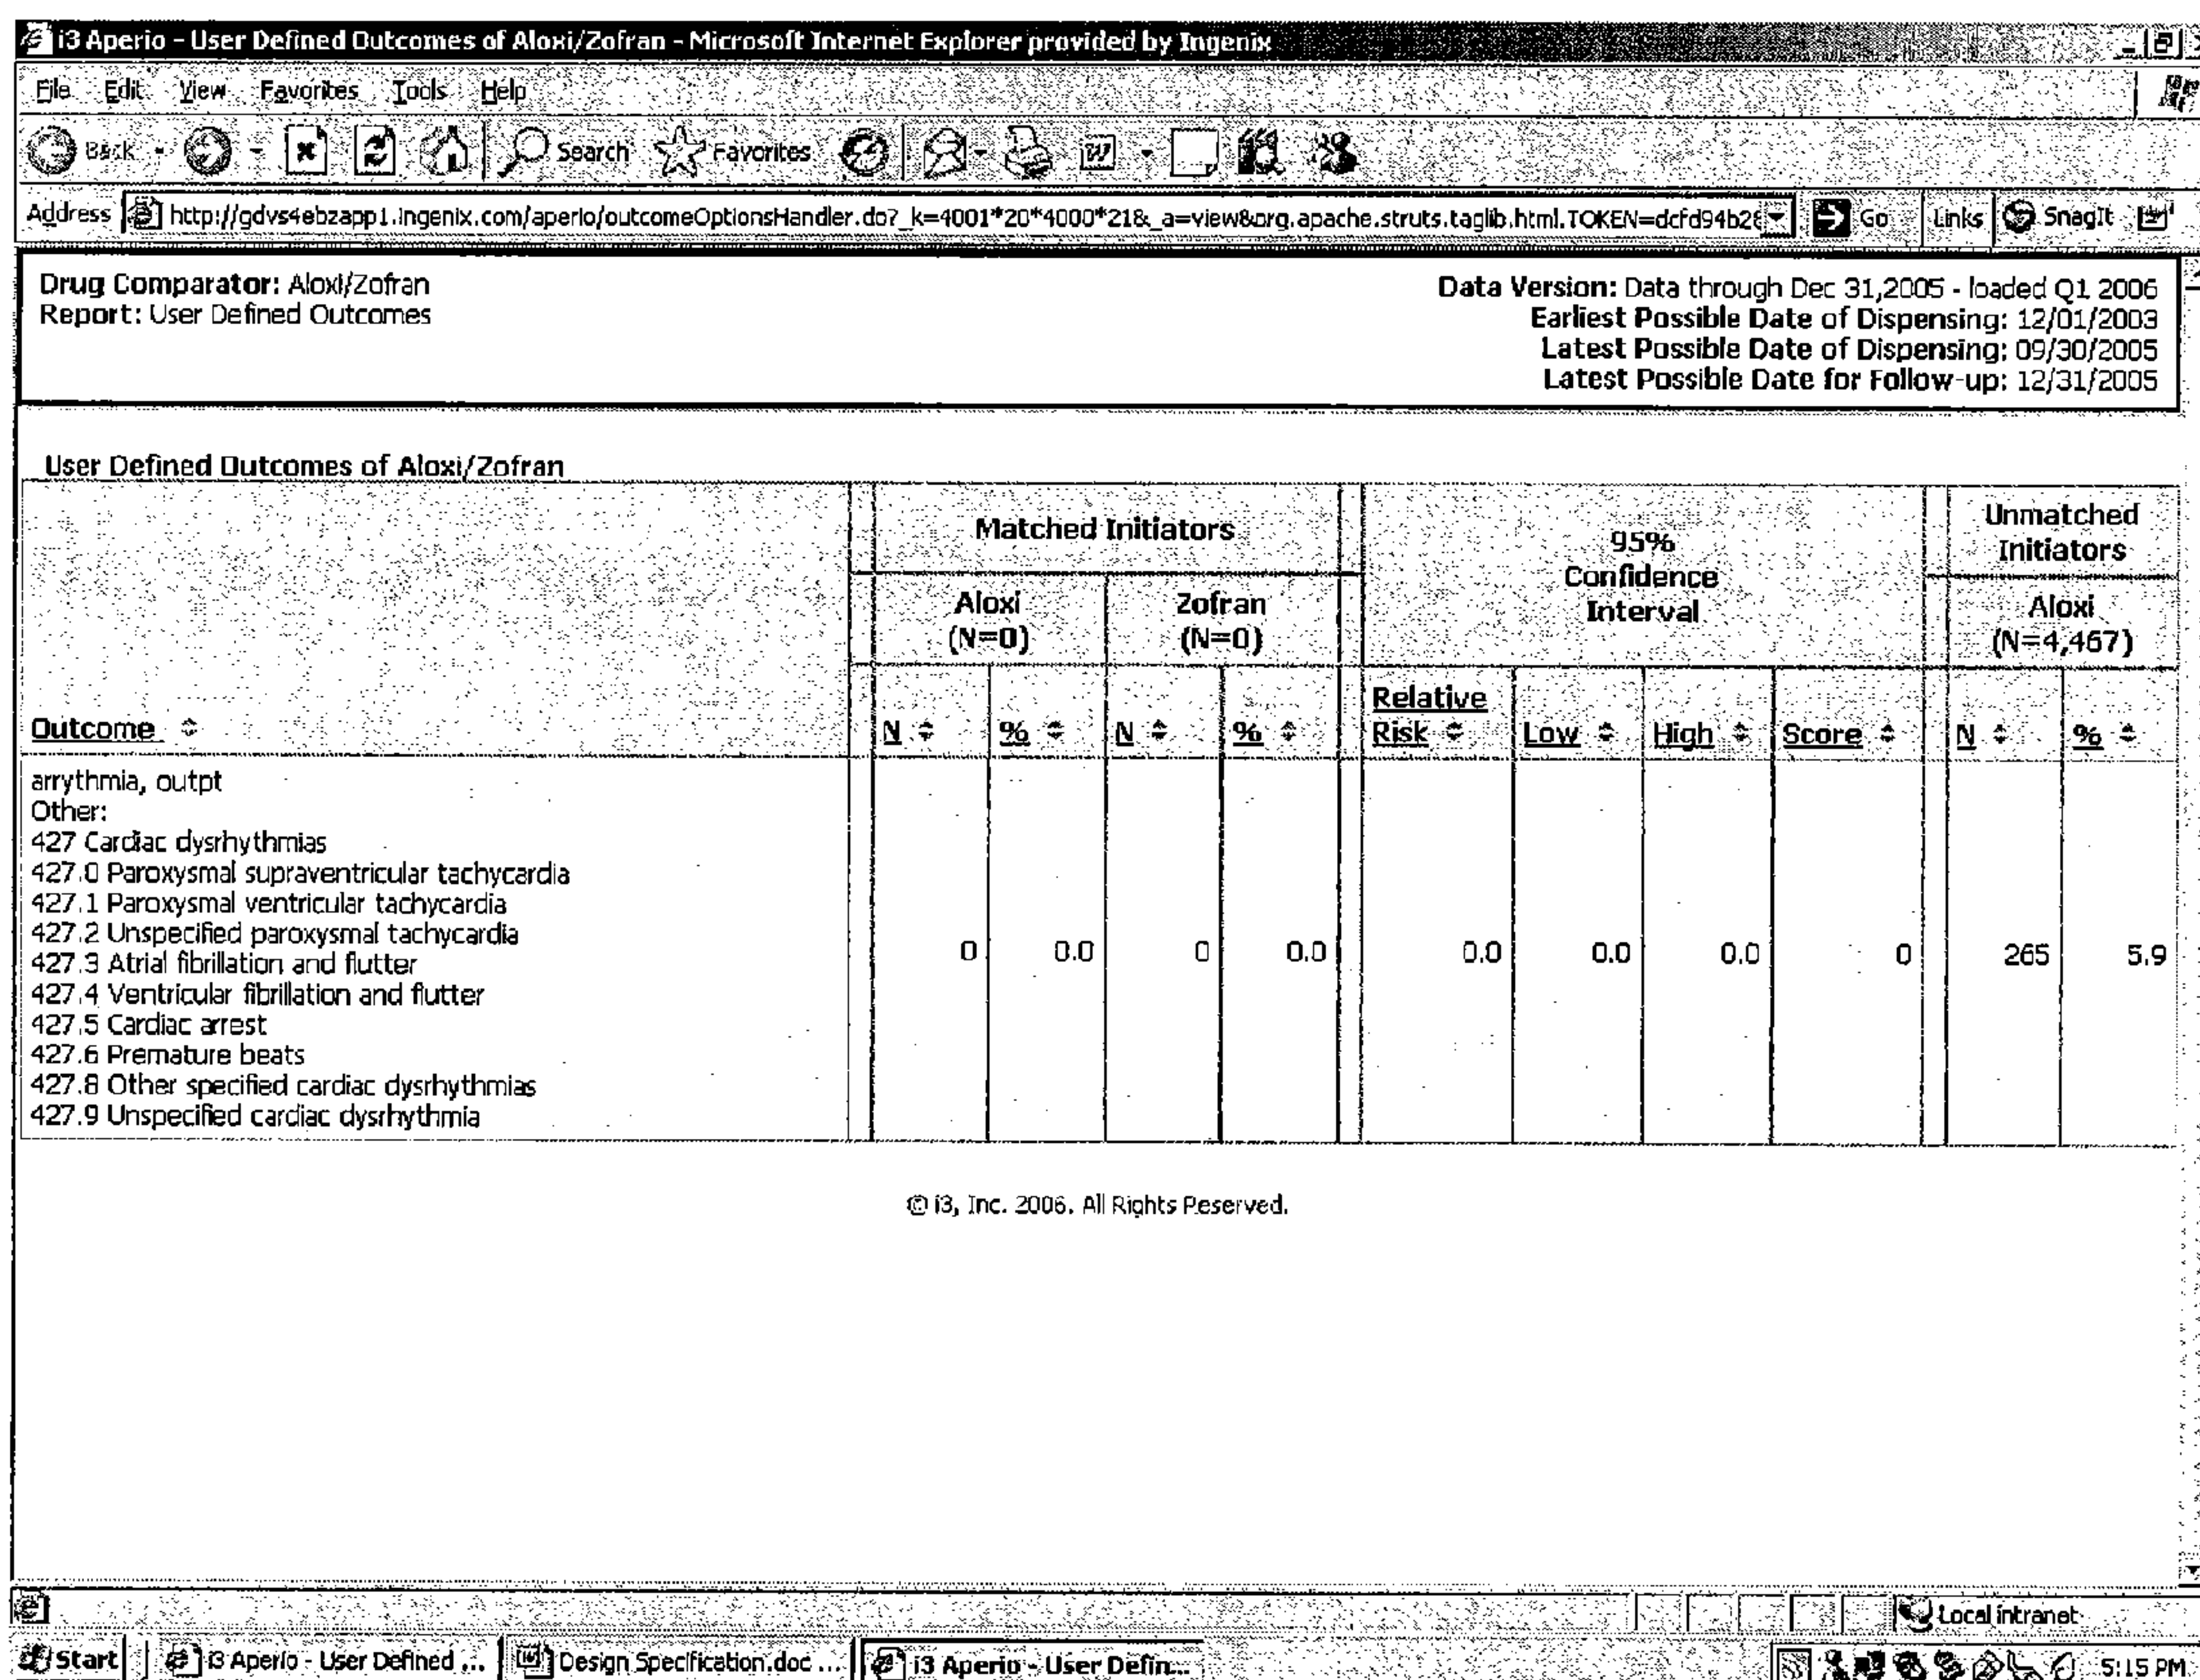 i3 Aperio - User Defined Outcomes of Aloxi/Zofran - Microsoft Internet Explorer provided by Ingenix
File Edit View Favorites Tools Help
Back Search Favorites
Address http://gdvs4ebzapp1.ingenix.com/aperio/outcomeOptionsHandler.do?_k=4001*20*4000*21&_a=view&org.apache.struts.taglib.html.TOKEN=dcfd94b26 Go Links SnagIt
Drug Comparator: Aloxi/Zofran
Report: User Defined Outcomes
Data Version: Data through Dec 31,2005 - loaded Q1 2006
Earliest Possible Date of Dispensing: 12/01/2003
Latest Possible Date of Dispensing: 09/30/2005
Latest Possible Date for Follow-up: 12/31/2005
User Defined Outcomes of Aloxi/Zofran
Matched Initiators
95%
Confidence
Interval
Unmatched
Initiators
Aloxi
(N=0)
Zofran
(N=0)
Aloxi
(N=4,467)
Outcome N % N % Relative Risk Low High Score N %
arrythmia, outpt
Other:
427 Cardiac dysrhythmias
427.0 Paroxysmal supraventricular tachycardia
427.1 Paroxysmal ventricular tachycardia
427.2 Unspecified paroxysmal tachycardia
427.3 Atrial fibrillation and flutter
427.4 Ventricular fibrillation and flutter
427.5 Cardiac arrest
427.6 Premature beats
427.8 Other specified cardiac dysrhythmias
427.9 Unspecified cardiac dysrhythmia
0 0.0 0 0.0 0.0 0.0 0.0 0 265 5.9
© i3, Inc. 2006. All Rights Reserved.
Local intranet
Start i3 Aperio - User Defined ... Design Specification.doc ... i3 Aperio - User Defin... 5:15 PM